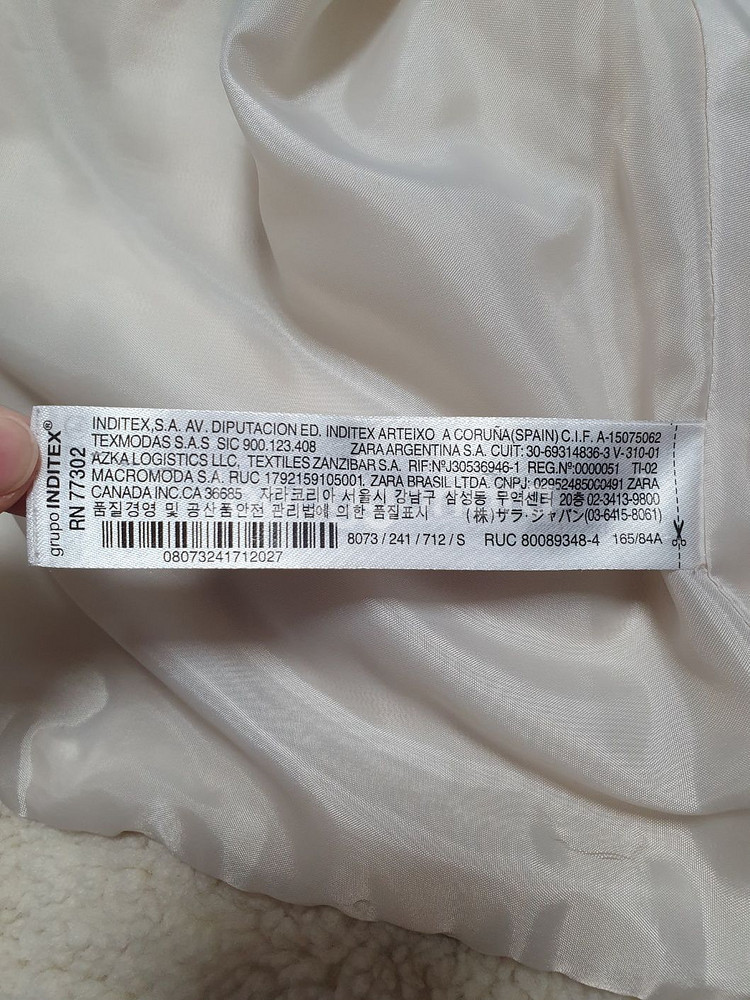 grupo INDITEX®
RN 77302
INDITEX,S.A. AV. DIPUTACION ED. INDITEX ARTEIXO A CORUÑA(SPAIN) C.I.F. A-15075062
TEXMODAS S.A.S SIC 900.123.408 ZARA ARGENTINA S.A. CUIT: 30-69314836-3 V-310-01
AZKA LOGISTICS LLC, TEXTILES ZANZIBAR S.A. RIF:Nº:J30536946-1 REG.Nº:0000051 TI-02
MACROMODA S.A. RUC 1792159105001, ZARA BRASIL LTDA. CNPJ: 02952485000491 ZARA
CANADA INC.CA 36685 자라코리아 서울시 강남구 삼성동 무역센터 20층 02-3413-9800
품질경영 및 공산품안전 관리법에 의한 품질표시 (株)ザラ・ジャパン(03-6415-8061)
8073 / 241 / 712 / S RUC 80089348-4 165/84A
08073241712027